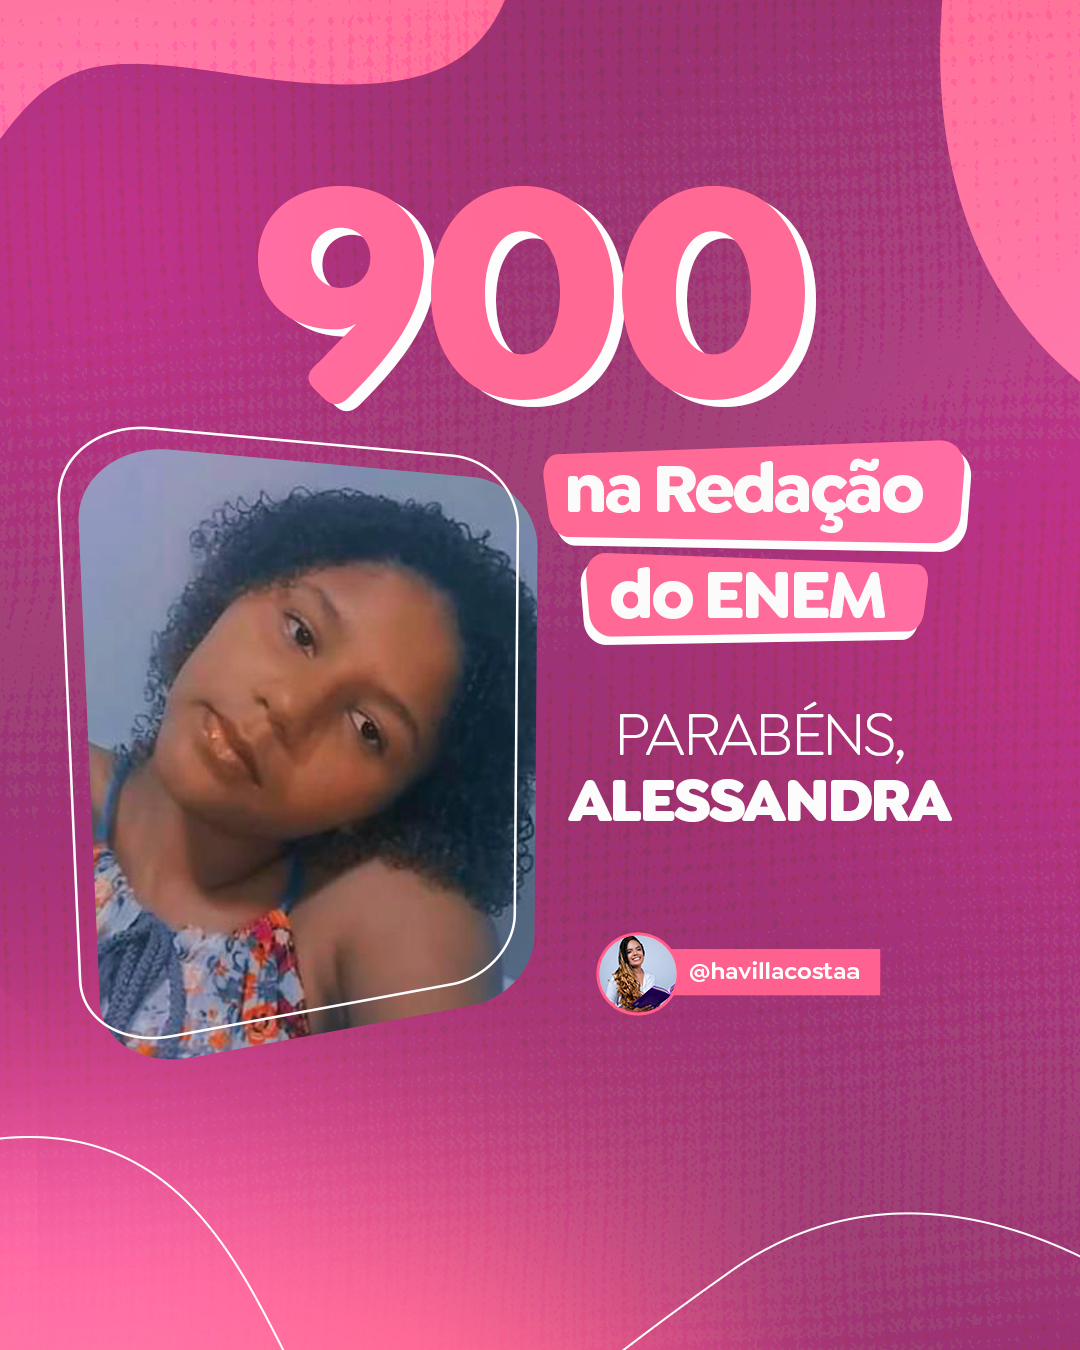 900
na Redação
do ENEM
PARABÉNS,
ALESSANDRA
@havillacostaa